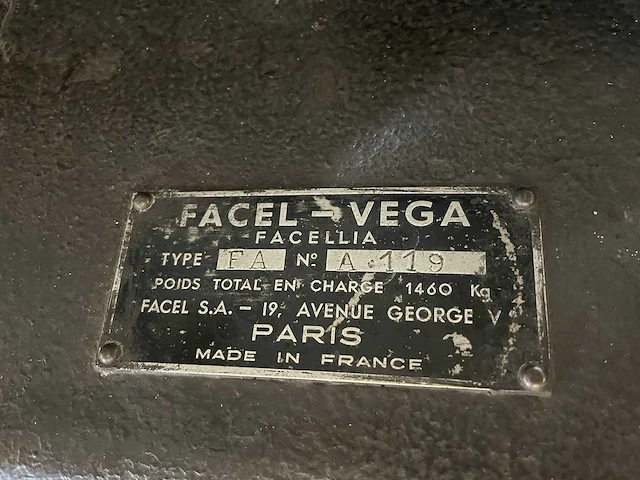 FACEL - VEGA
FACELLIA
TYPE FA Nº A.119
POIDS TOTAL EN CHARGE 1460 Kg
FACEL S.A. - 19, AVENUE GEORGE V
PARIS
MADE IN FRANCE